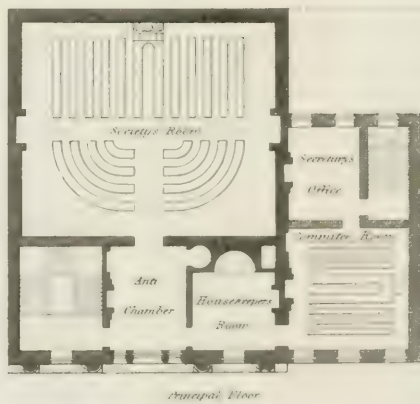 Society's Room
Secretary's
Office
Committee Room
Anti
Chamber
Housekeepers
Room
Principal Floor